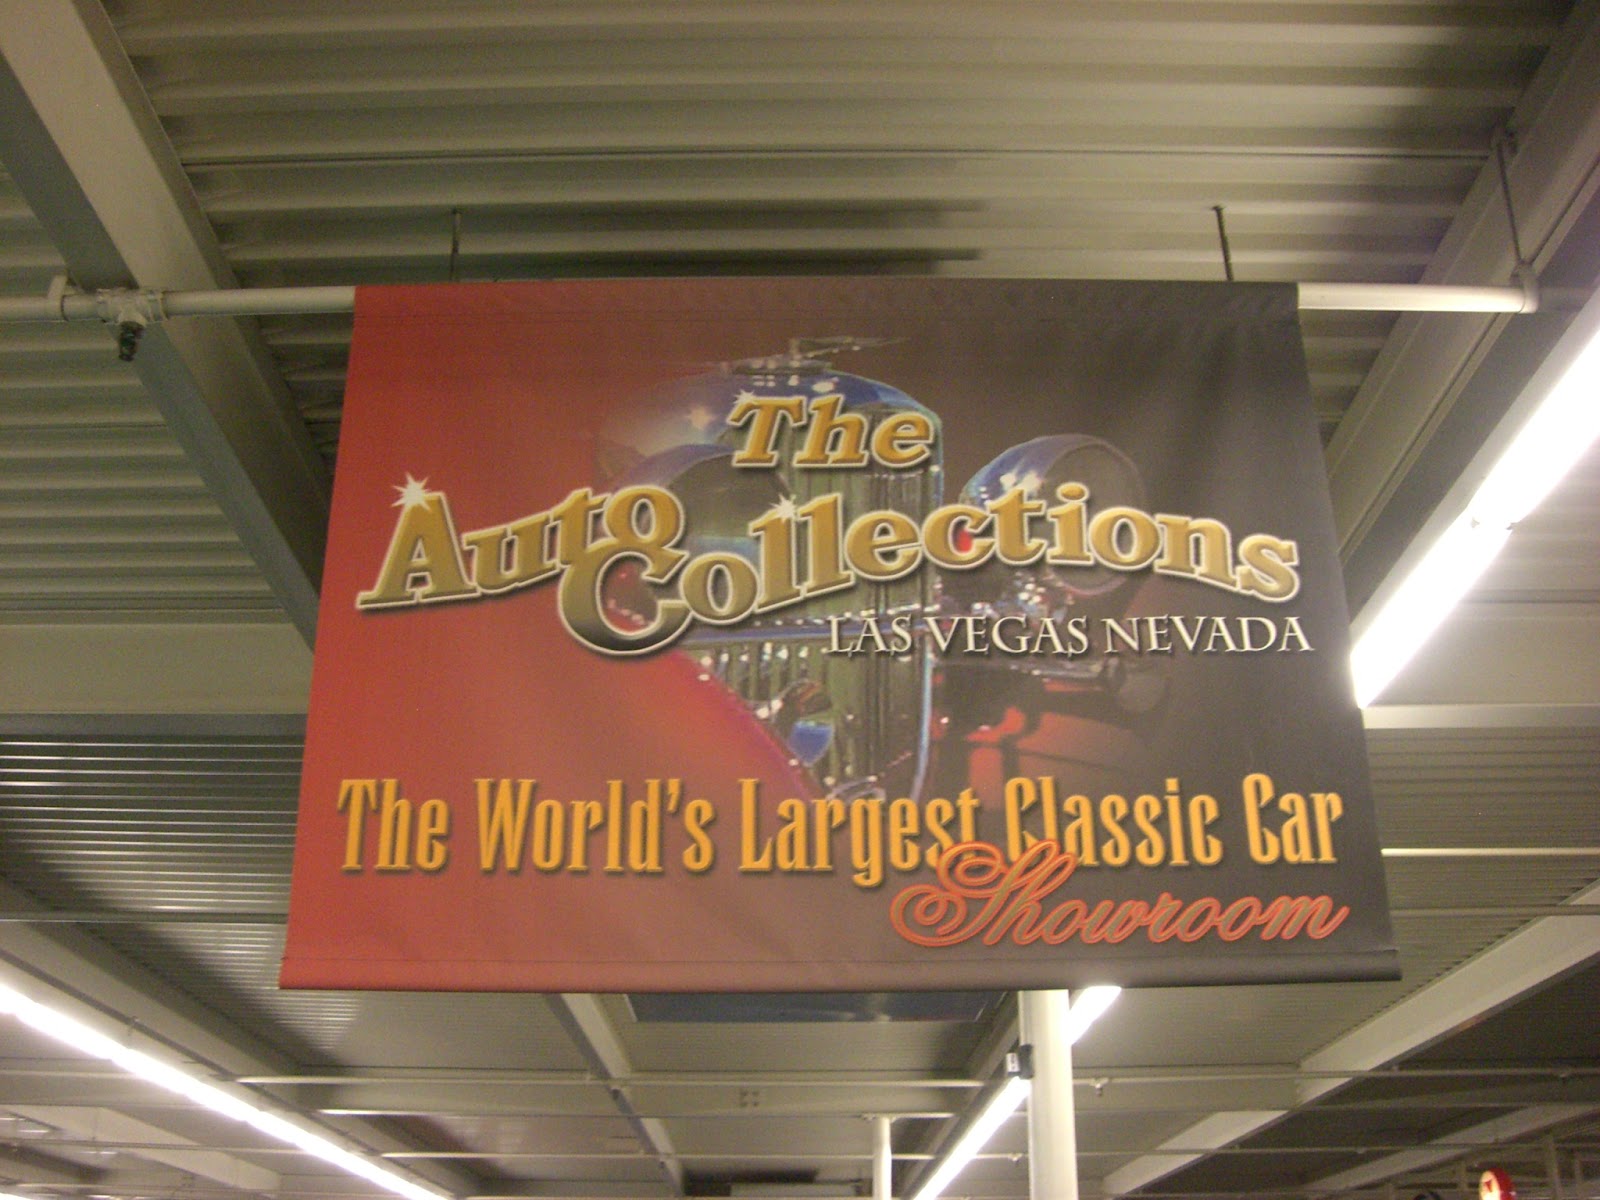 The
Auto Collections
LAS VEGAS NEVADA
The World's Largest Classic Car
Showroom